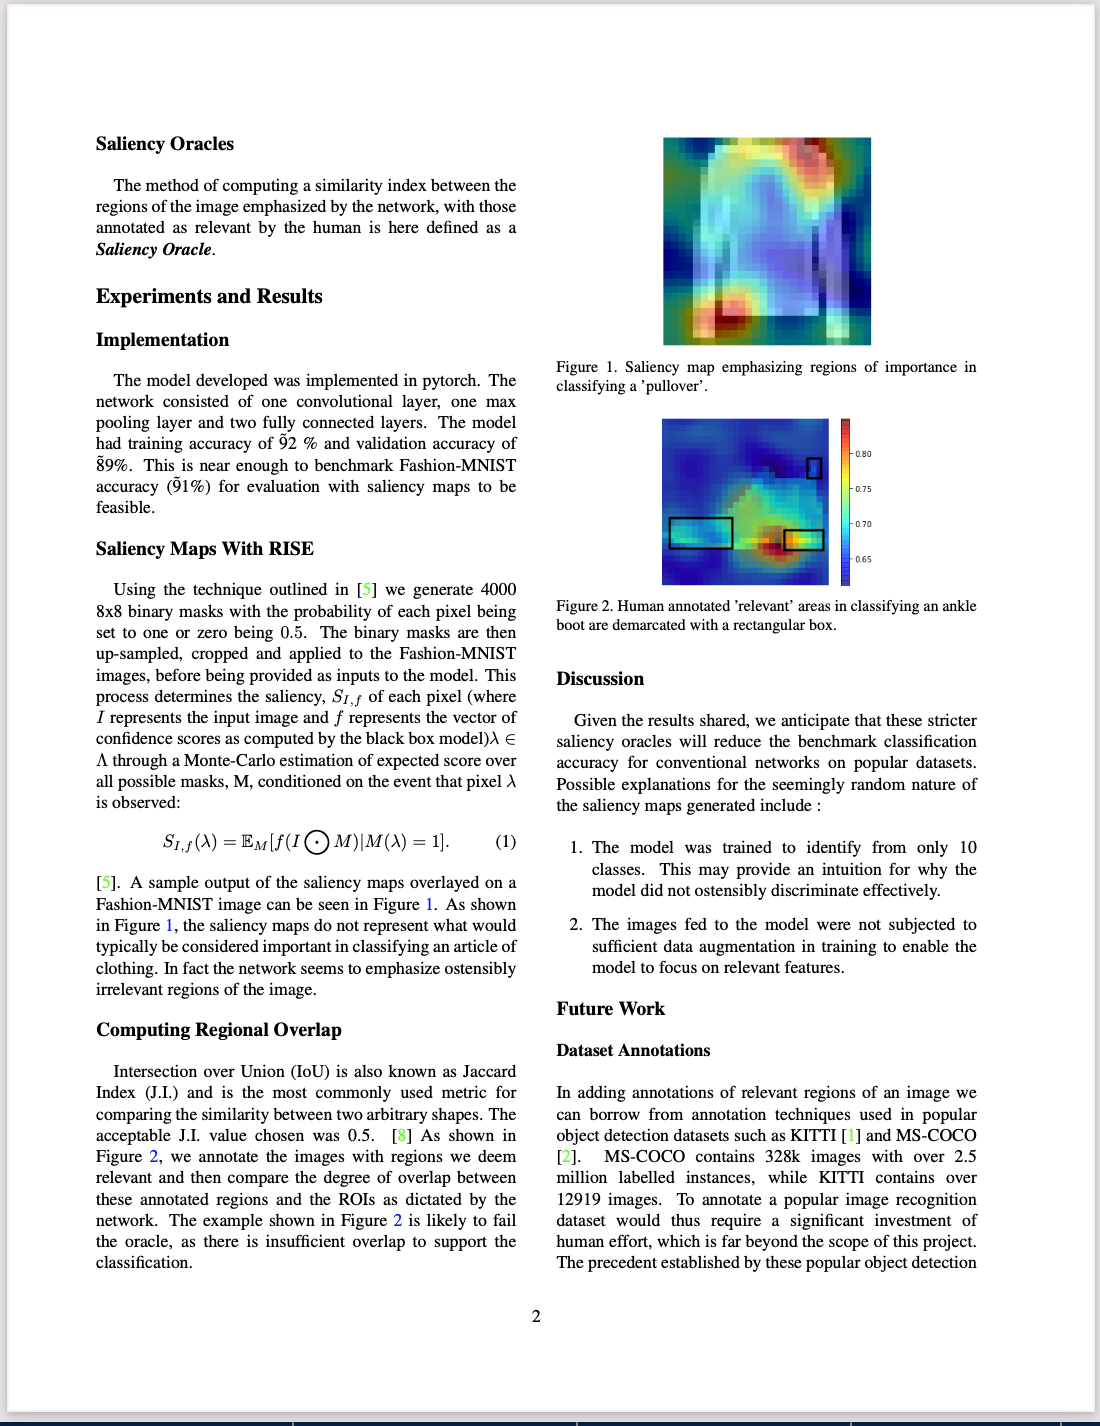 Saliency Oracles
The method of computing a similarity index between the
regions of the image emphasized by the network, with those
annotated as relevant by the human is here defined as a
Saliency Oracle.
Experiments and Results
Implementation
The model developed was implemented in pytorch. The
network consisted of one convolutional layer, one max
pooling layer and two fully connected layers. The model
had training accuracy of 9̃2 % and validation accuracy of
8̃9%. This is near enough to benchmark Fashion-MNIST
accuracy (9̃1%) for evaluation with saliency maps to be
feasible.
Saliency Maps With RISE
Using the technique outlined in [5] we generate 4000
8x8 binary masks with the probability of each pixel being
set to one or zero being 0.5. The binary masks are then
up-sampled, cropped and applied to the Fashion-MNIST
images, before being provided as inputs to the model. This
process determines the saliency, S_{I,f} of each pixel (where
I represents the input image and f represents the vector of
confidence scores as computed by the black box model)λ ∈
Λ through a Monte-Carlo estimation of expected score over
all possible masks, M, conditioned on the event that pixel λ
is observed:
S_{I,f}(λ) = 𝔼_M[f(I ⨀ M)|M(λ) = 1]. (1)
[5]. A sample output of the saliency maps overlayed on a
Fashion-MNIST image can be seen in Figure 1. As shown
in Figure 1, the saliency maps do not represent what would
typically be considered important in classifying an article of
clothing. In fact the network seems to emphasize ostensibly
irrelevant regions of the image.
Computing Regional Overlap
Intersection over Union (IoU) is also known as Jaccard
Index (J.I.) and is the most commonly used metric for
comparing the similarity between two arbitrary shapes. The
acceptable J.I. value chosen was 0.5. [8] As shown in
Figure 2, we annotate the images with regions we deem
relevant and then compare the degree of overlap between
these annotated regions and the ROIs as dictated by the
network. The example shown in Figure 2 is likely to fail
the oracle, as there is insufficient overlap to support the
classification.
Figure 1. Saliency map emphasizing regions of importance in
classifying a ’pullover’.
0.80
0.75
0.70
0.65
Figure 2. Human annotated ’relevant’ areas in classifying an ankle
boot are demarcated with a rectangular box.
Discussion
Given the results shared, we anticipate that these stricter
saliency oracles will reduce the benchmark classification
accuracy for conventional networks on popular datasets.
Possible explanations for the seemingly random nature of
the saliency maps generated include :
1. The model was trained to identify from only 10
classes. This may provide an intuition for why the
model did not ostensibly discriminate effectively.
2. The images fed to the model were not subjected to
sufficient data augmentation in training to enable the
model to focus on relevant features.
Future Work
Dataset Annotations
In adding annotations of relevant regions of an image we
can borrow from annotation techniques used in popular
object detection datasets such as KITTI [1] and MS-COCO
[2]. MS-COCO contains 328k images with over 2.5
million labelled instances, while KITTI contains over
12919 images. To annotate a popular image recognition
dataset would thus require a significant investment of
human effort, which is far beyond the scope of this project.
The precedent established by these popular object detection
2